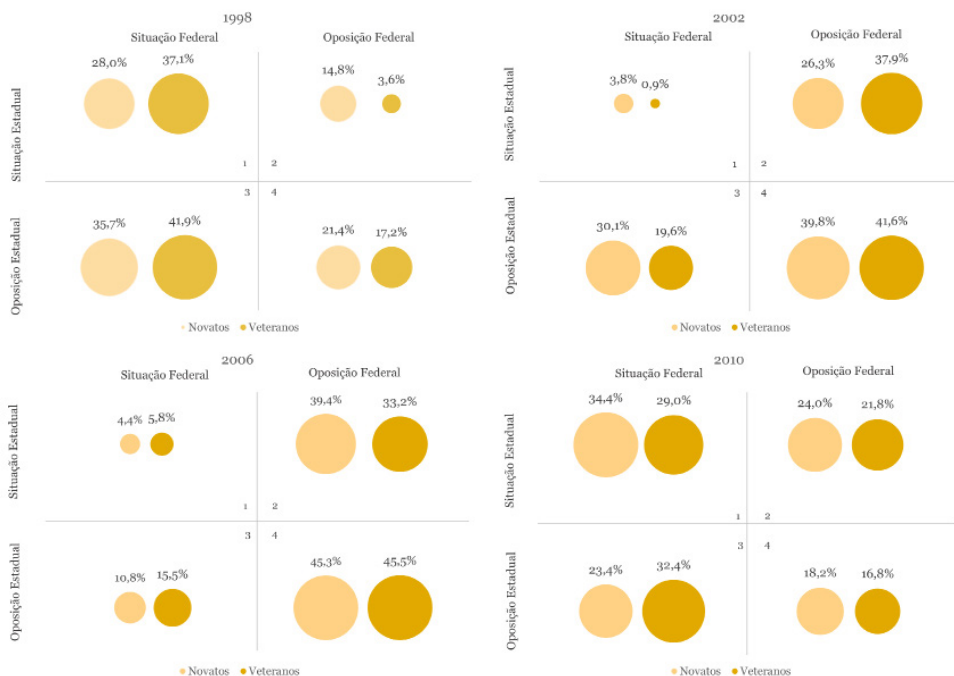 1998
Situação Federal
Oposição Federal
Situação Estadual
28,0%
37,1%
14,8%
3,6%
1
2
3
4
Oposição Estadual
35,7%
41,9%
21,4%
17,2%
Novatos
Veteranos
2002
Situação Federal
Oposição Federal
Situação Estadual
3,8%
0,9%
26,3%
37,9%
1
2
3
4
Oposição Estadual
30,1%
19,6%
39,8%
41,6%
Novatos
Veteranos
2006
Situação Federal
Oposição Federal
Situação Estadual
4,4%
5,8%
39,4%
33,2%
1
2
3
4
Oposição Estadual
10,8%
15,5%
45,3%
45,5%
Novatos
Veteranos
2010
Situação Federal
Oposição Federal
Situação Estadual
34,4%
29,0%
24,0%
21,8%
1
2
3
4
Oposição Estadual
23,4%
32,4%
18,2%
16,8%
Novatos
Veteranos